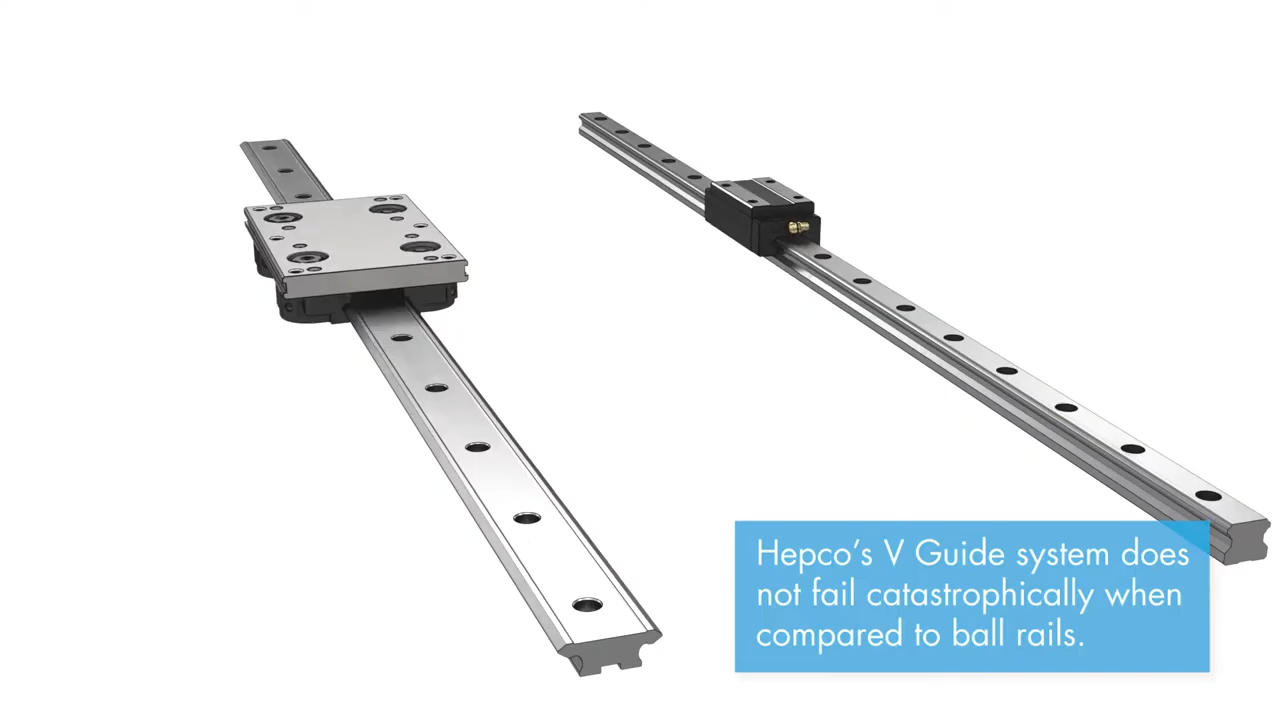 Hepco’s V Guide system does
not fail catastrophically when
compared to ball rails.